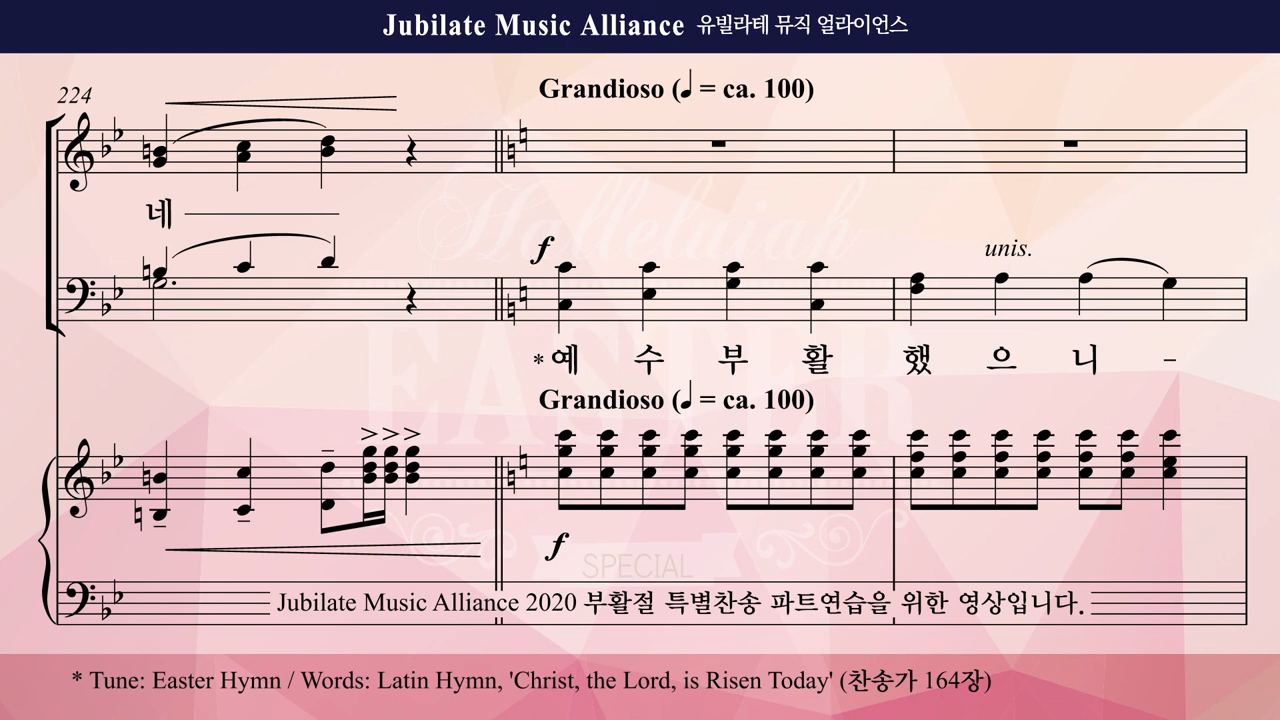 Jubilate Music Alliance 유빌라테 뮤직 얼라이언스
Grandioso (♩ = ca. 100)
224
네
f
unis.
*예 수 부 활 했 으 니 -
Grandioso (♩ = ca. 100)
Hallelujah
EASTER
f
SPECIAL
Jubilate Music Alliance 2020 부활절 특별찬송 파트연습을 위한 영상입니다.
* Tune: Easter Hymn / Words: Latin Hymn, 'Christ, the Lord, is Risen Today' (찬송가 164장)